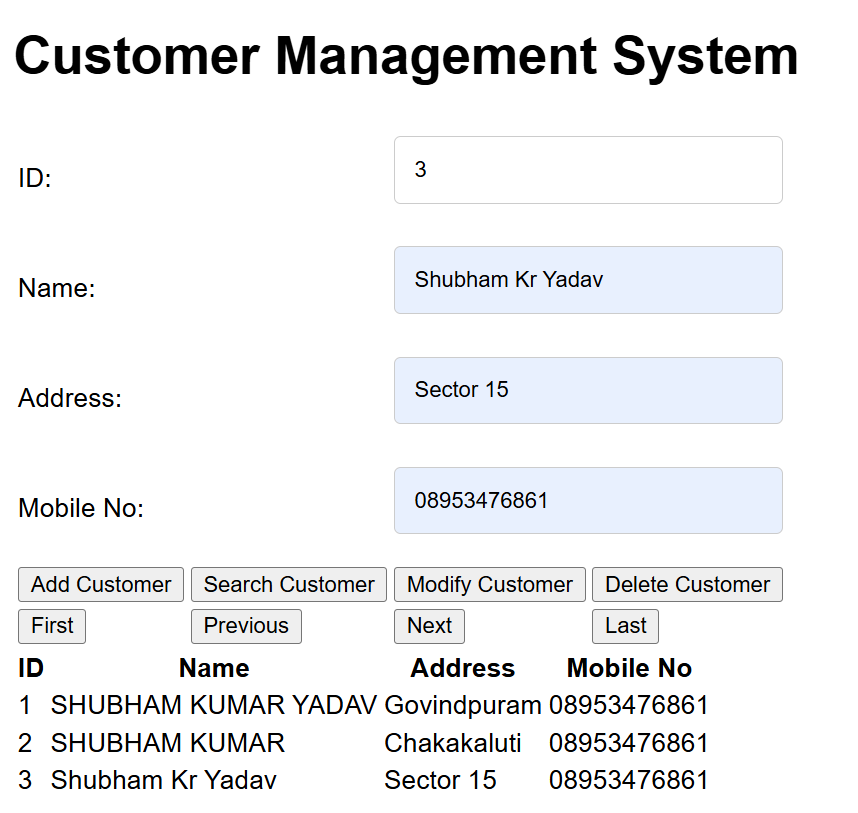 Customer Management System
ID: 3
Name: Shubham Kr Yadav
Address: Sector 15
Mobile No: 08953476861
Add Customer Search Customer Modify Customer Delete Customer
First Previous Next Last
ID Name Address Mobile No
1 SHUBHAM KUMAR YADAV Govindpuram 08953476861
2 SHUBHAM KUMAR Chakakaluti 08953476861
3 Shubham Kr Yadav Sector 15 08953476861